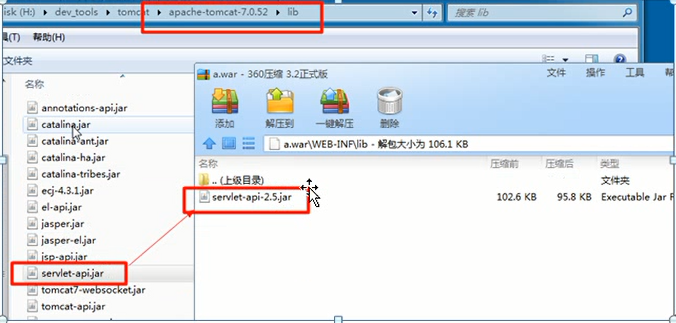 isk (H:) ▸ dev_tools ▸ tomcat ▸ apache-tomcat-7.0.52 ▸ lib
搜索 lib
(T) 帮助(H)
文件夹
名称
annotations-api.jar
catalina.jar
catalina-ant.jar
catalina-ha.jar
catalina-tribes.jar
ecj-4.3.1.jar
el-api.jar
jasper.jar
jasper-el.jar
jsp-api.jar
servlet-api.jar
tomcat7-websocket.jar
tomcat-api.jar
a.war - 360压缩 3.2正式版
文件 操作 工具
添加 解压到 一键解压 删除
a.war\WEB-INF\lib - 解包大小为 106.1 KB
名称 压缩前 压缩后 类型
.. (上级目录) 文件夹
servlet-api-2.5.jar 102.6 KB 95.8 KB Executable Jar F